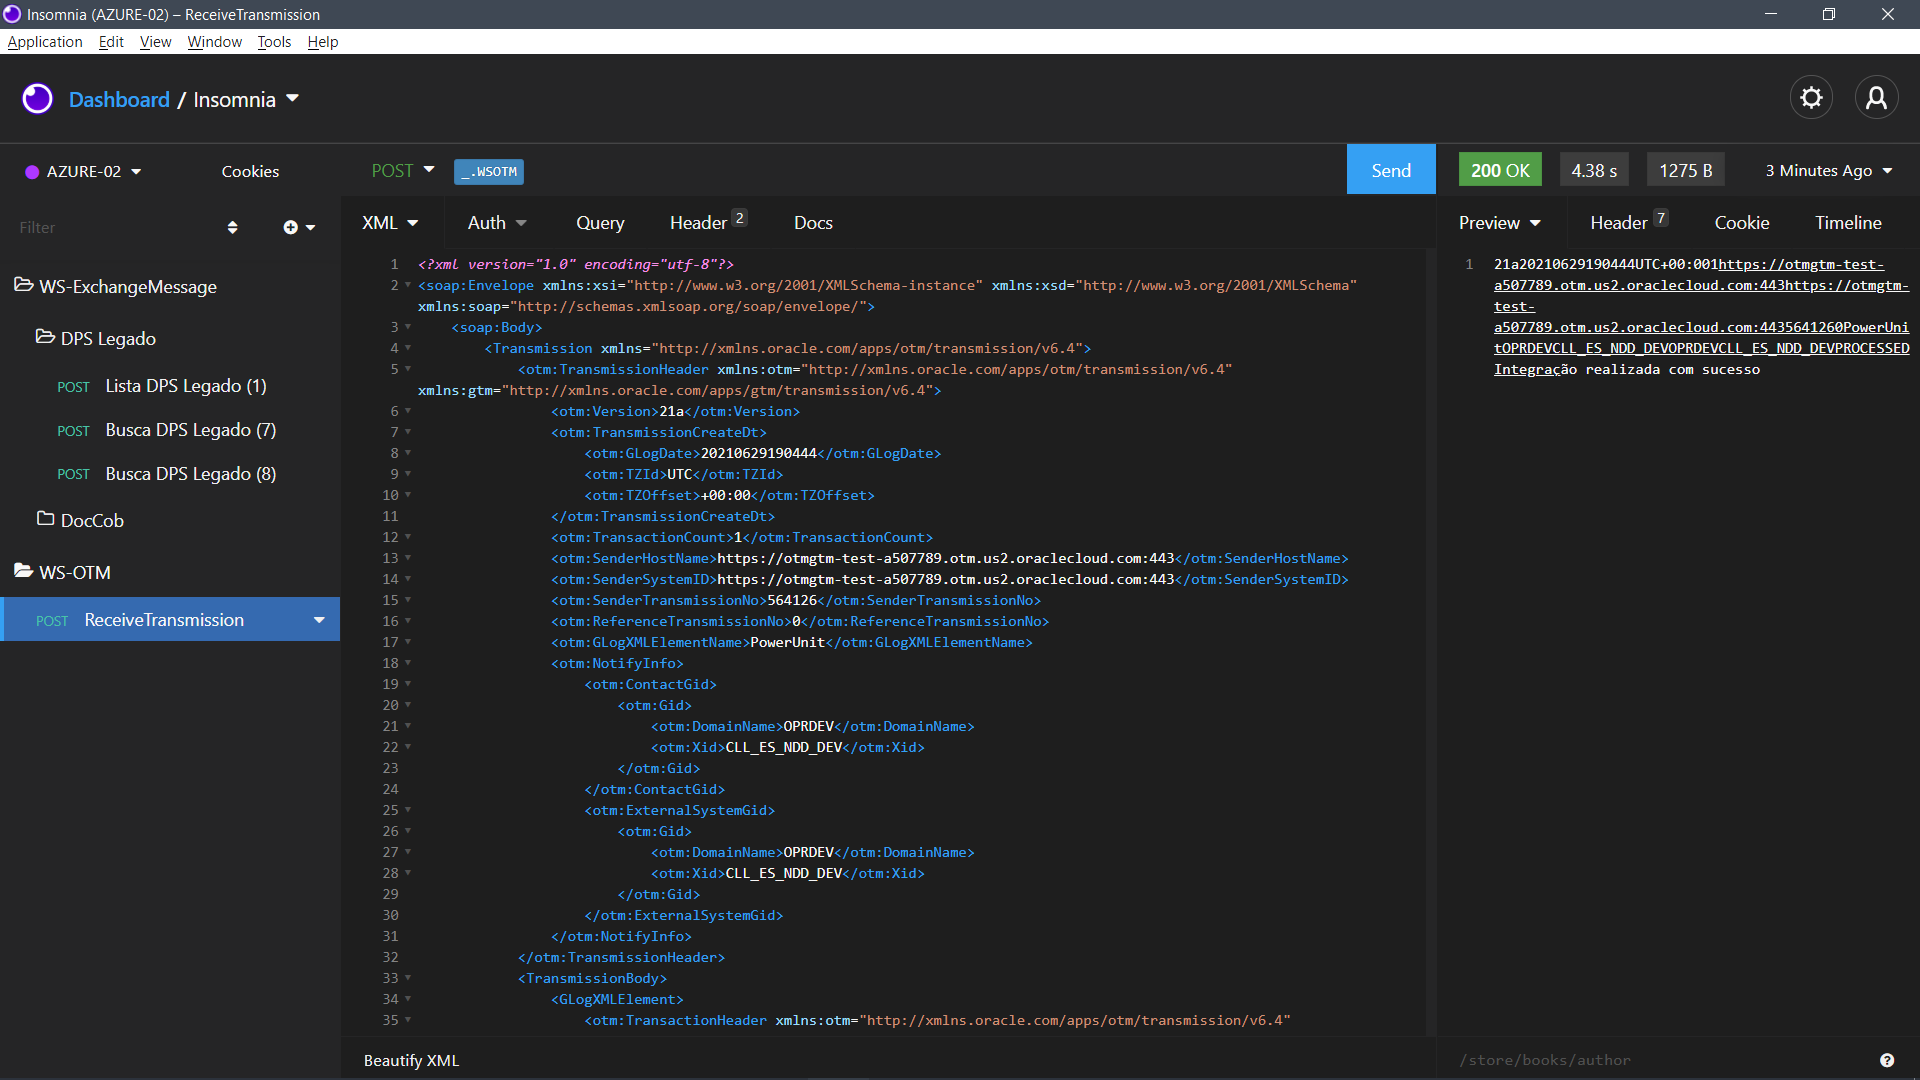 Insomnia (AZURE-02) – ReceiveTransmission
Application Edit View Window Tools Help
Dashboard / Insomnia
AZURE-02 Cookies
POST _.WSOTM Send
200 OK 4.38 s 1275 B 3 Minutes Ago
Filter
XML Auth Query Header 2 Docs
Preview Header 7 Cookie Timeline
WS-ExchangeMessage
DPS Legado
POST Lista DPS Legado (1)
POST Busca DPS Legado (7)
POST Busca DPS Legado (8)
DocCob
WS-OTM
POST ReceiveTransmission
1 <?xml version="1.0" encoding="utf-8"?>
2 <soap:Envelope xmlns:xsi="http://www.w3.org/2001/XMLSchema-instance" xmlns:xsd="http://www.w3.org/2001/XMLSchema"
xmlns:soap="http://schemas.xmlsoap.org/soap/envelope/">
3 <soap:Body>
4 <Transmission xmlns="http://xmlns.oracle.com/apps/otm/transmission/v6.4">
5 <otm:TransmissionHeader xmlns:otm="http://xmlns.oracle.com/apps/otm/transmission/v6.4"
xmlns:gtm="http://xmlns.oracle.com/apps/gtm/transmission/v6.4">
6 <otm:Version>21a</otm:Version>
7 <otm:TransmissionCreateDt>
8 <otm:GLogDate>20210629190444</otm:GLogDate>
9 <otm:TZId>UTC</otm:TZId>
10 <otm:TZOffset>+00:00</otm:TZOffset>
11 </otm:TransmissionCreateDt>
12 <otm:TransactionCount>1</otm:TransactionCount>
13 <otm:SenderHostName>https://otmgtm-test-a507789.otm.us2.oraclecloud.com:443</otm:SenderHostName>
14 <otm:SenderSystemID>https://otmgtm-test-a507789.otm.us2.oraclecloud.com:443</otm:SenderSystemID>
15 <otm:SenderTransmissionNo>564126</otm:SenderTransmissionNo>
16 <otm:ReferenceTransmissionNo>0</otm:ReferenceTransmissionNo>
17 <otm:GLogXMLElementName>PowerUnit</otm:GLogXMLElementName>
18 <otm:NotifyInfo>
19 <otm:ContactGid>
20 <otm:Gid>
21 <otm:DomainName>OPRDEV</otm:DomainName>
22 <otm:Xid>CLL_ES_NDD_DEV</otm:Xid>
23 </otm:Gid>
24 </otm:ContactGid>
25 <otm:ExternalSystemGid>
26 <otm:Gid>
27 <otm:DomainName>OPRDEV</otm:DomainName>
28 <otm:Xid>CLL_ES_NDD_DEV</otm:Xid>
29 </otm:Gid>
30 </otm:ExternalSystemGid>
31 </otm:NotifyInfo>
32 </otm:TransmissionHeader>
33 <TransmissionBody>
34 <GLogXMLElement>
35 <otm:TransactionHeader xmlns:otm="http://xmlns.oracle.com/apps/otm/transmission/v6.4"
Beautify XML
1 21a20210629190444UTC+00:001https://otmgtm-test-
a507789.otm.us2.oraclecloud.com:443https://otmgtm-
test-
a507789.otm.us2.oraclecloud.com:4435641260PowerUni
tOPRDEVCLL_ES_NDD_DEVOPRDEVCLL_ES_NDD_DEVPROCESSED
Integração realizada com sucesso
/store/books/author